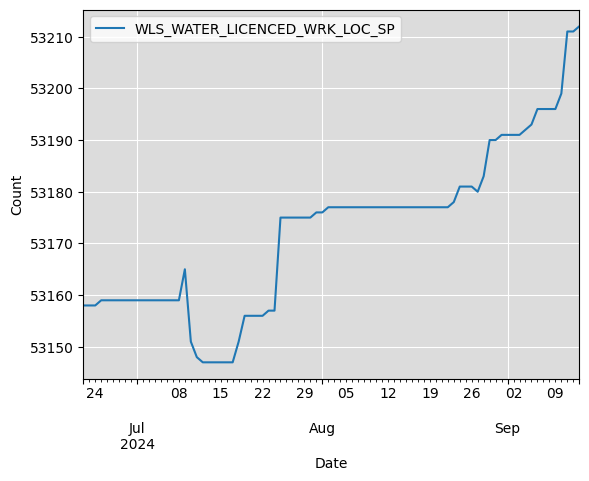 WLS_WATER_LICENCED_WRK_LOC_SP
53210
53200
53190
53180
53170
53160
53150
Count
24 08 15 22 29 05 12 19 26 02 09
Jul Aug Sep
2024
Date